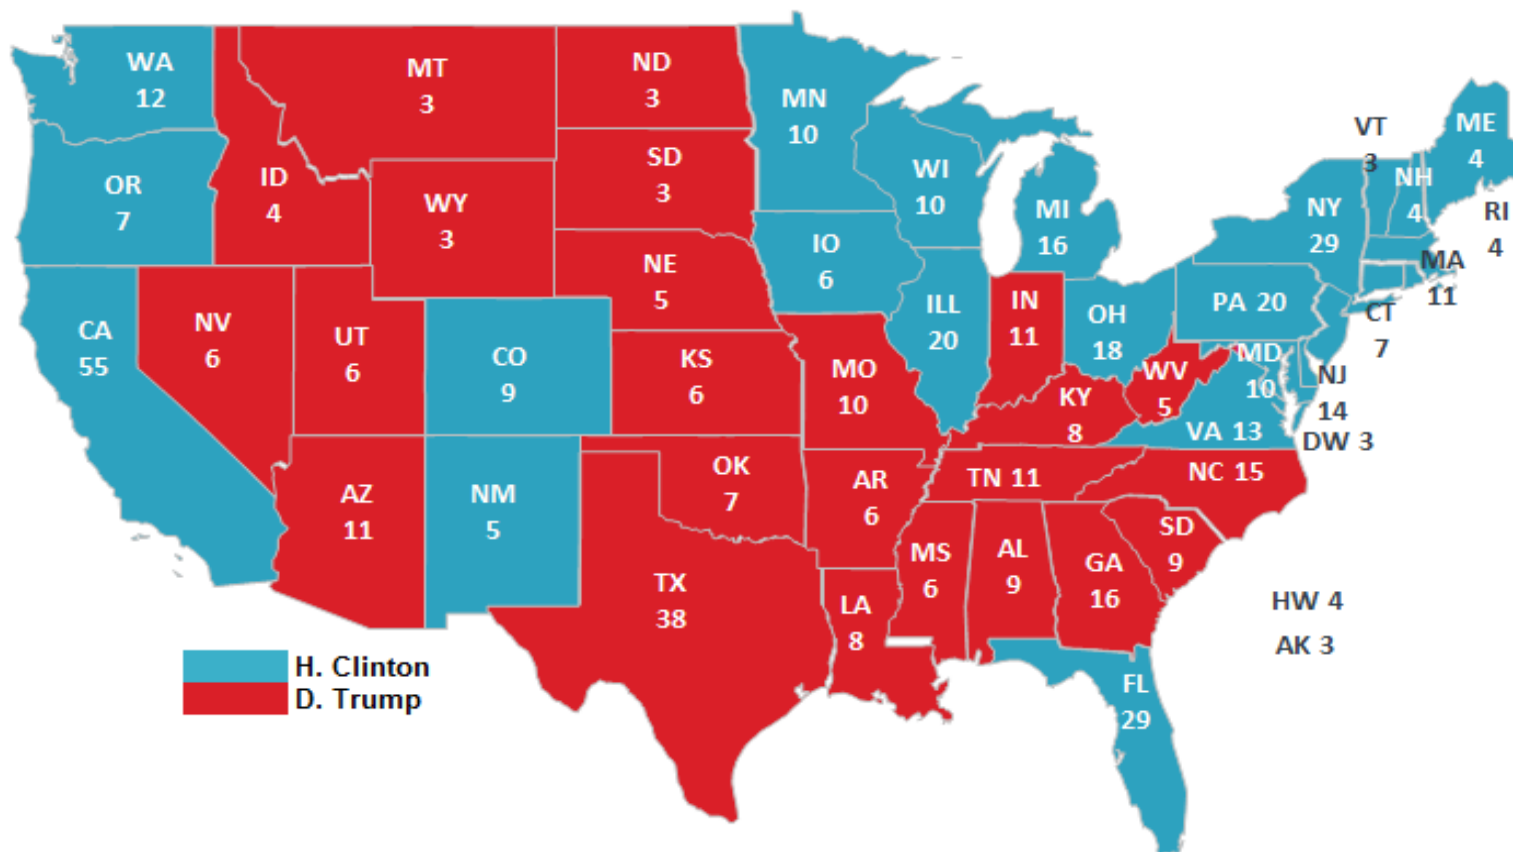 WA
12
MT
3
ND
3
MN
10
VT
3
ME
4
OR
7
ID
4
WY
3
SD
3
WI
10
MI
16
NH
4
NY
29
RI
4
NE
5
IO
6
MA
11
CA
55
NV
6
UT
6
CO
9
KS
6
MO
10
ILL
20
IN
11
OH
18
PA 20
CT
7
MD
10
WV
5
KY
8
NJ
14
VA 13
DW 3
AZ
11
NM
5
OK
7
AR
6
TN 11
NC 15
TX
38
LA
8
MS
6
AL
9
GA
16
SD
9
HW 4
AK 3
FL
29
H. Clinton
D. Trump